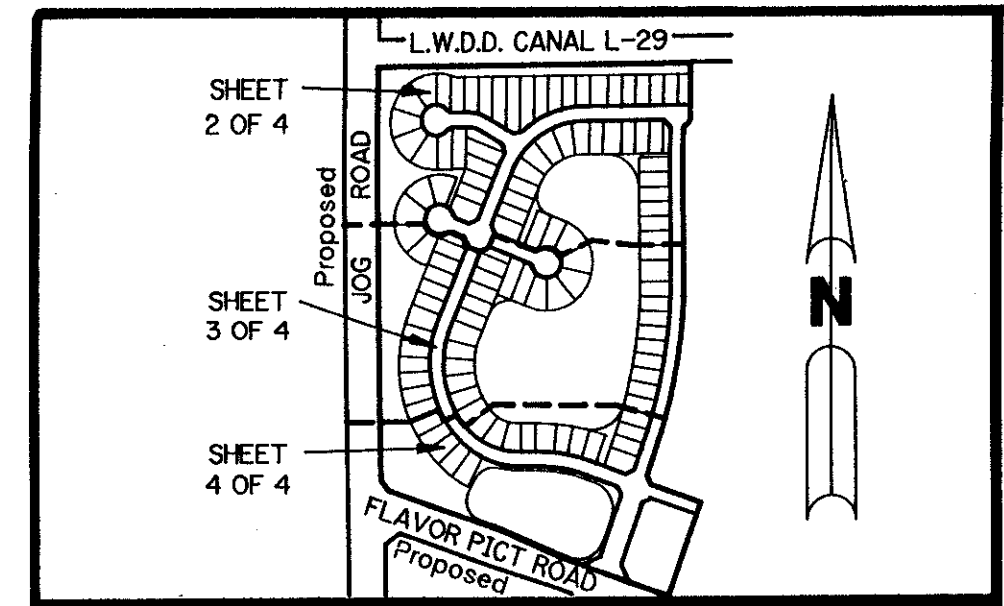 L.W.D.D. CANAL L-29
SHEET
2 OF 4
Proposed
JOG ROAD
SHEET
3 OF 4
SHEET
4 OF 4
FLAVOR PICT ROAD
Proposed
N